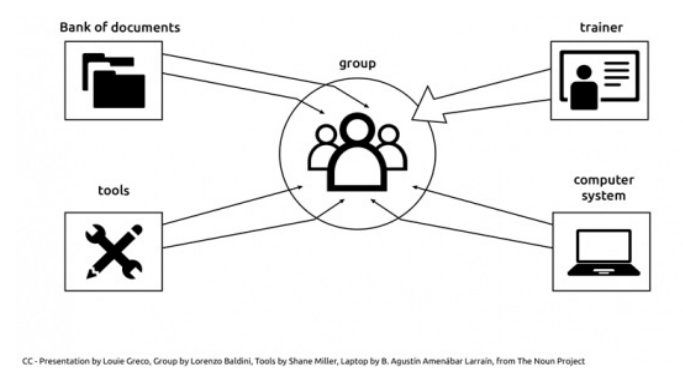 Bank of documents
trainer
group
tools
computer
system
CC - Presentation by Louie Greco, Group by Lorenzo Baldini, Tools by Shane Miller, Laptop by B. Agustín Amenábar Larraín, from The Noun Project